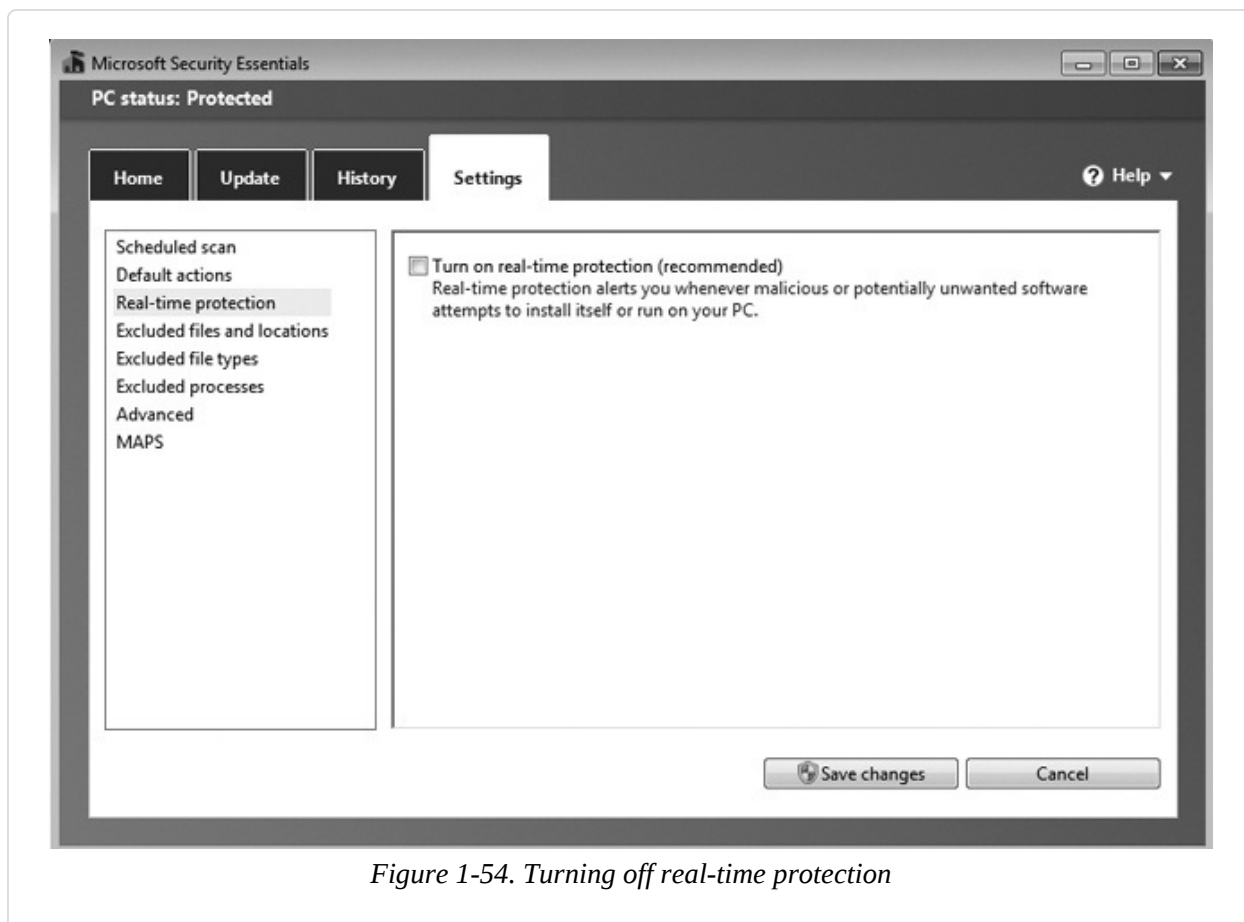 Microsoft Security Essentials
PC status: Protected
Home
Update
History
Settings
Help
Scheduled scan
Default actions
Real-time protection
Excluded files and locations
Excluded file types
Excluded processes
Advanced
MAPS
Turn on real-time protection (recommended)
Real-time protection alerts you whenever malicious or potentially unwanted software
attempts to install itself or run on your PC.
Save changes
Cancel
Figure 1-54. Turning off real-time protection